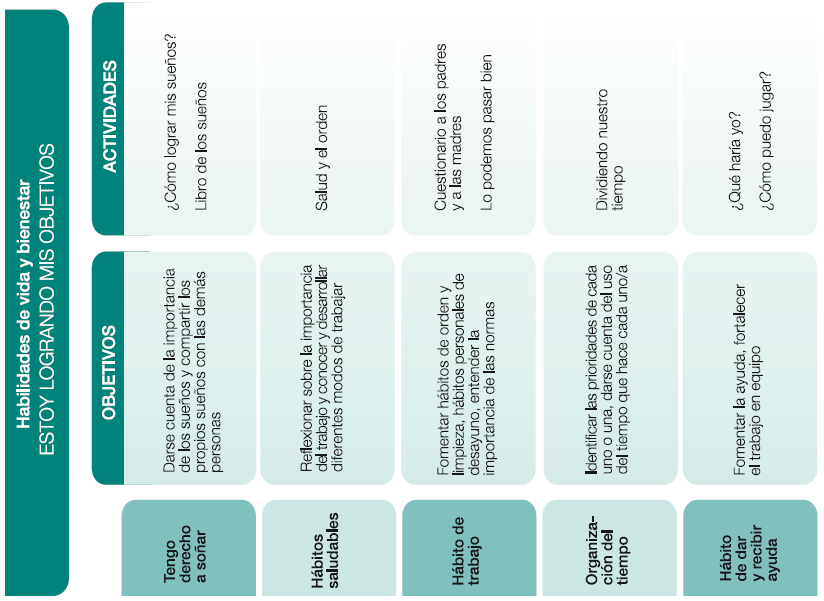 Habilidades de vida y bienestar
ESTOY LOGRANDO MIS OBJETIVOS
OBJETIVOS
ACTIVIDADES
Tengo
derecho
a soñar
Darse cuenta de la importancia
de los sueños y compartir los
propios sueños con las demás
personas
¿Cómo lograr mis sueños?
Libro de los sueños
Hábitos
saludables
Reflexionar sobre la importancia
del trabajo y conocer y desarrollar
diferentes modos de trabajar
Salud y el orden
Hábito de
trabajo
Fomentar hábitos de orden y
limpieza, hábitos personales de
desayuno, entender la
importancia de las normas
Cuestionario a los padres
y a las madres
Lo podemos pasar bien
Organiza-
ción del
tiempo
Identificar las prioridades de cada
uno o una, darse cuenta del uso
del tiempo que hace cada uno/a
Dividiendo nuestro
tiempo
Hábito
de dar
y recibir
ayuda
Fomentar la ayuda, fortalecer
el trabajo en equipo
¿Qué haría yo?
¿Cómo puedo jugar?